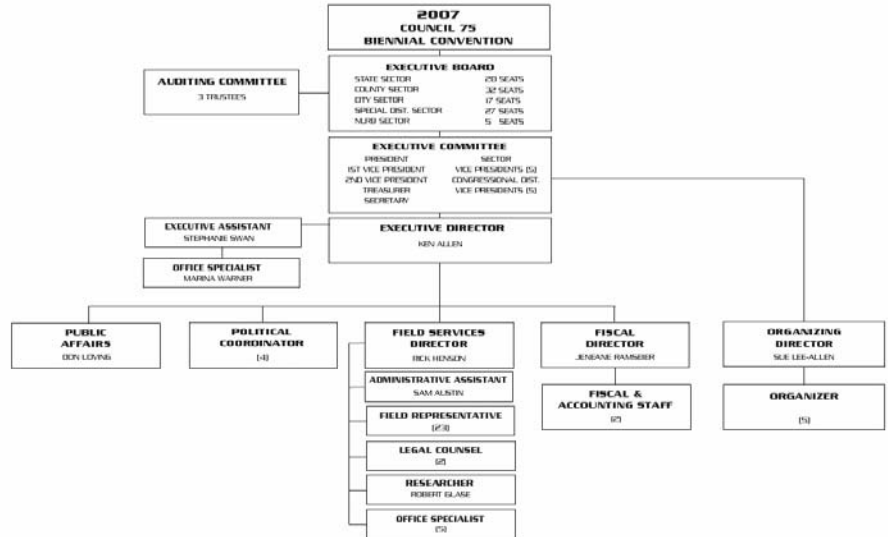 2007
COUNCIL 75
BIENNIAL CONVENTION
EXECUTIVE BOARD
STATE SECTOR 20 SEATS
COUNTY SECTOR 32 SEATS
CITY SECTOR 17 SEATS
SPECIAL DIST. SECTOR 27 SEATS
NLRB SECTOR 5 SEATS
AUDITING COMMITTEE
3 TRUSTEES
EXECUTIVE COMMITTEE
PRESIDENT SECTOR
1ST VICE PRESIDENT VICE PRESIDENTS (5)
2ND VICE PRESIDENT CONGRESSIONAL DIST.
TREASURER VICE PRESIDENTS (5)
SECRETARY
EXECUTIVE DIRECTOR
KEN ALLEN
EXECUTIVE ASSISTANT
STEPHANIE SWAN
OFFICE SPECIALIST
MARINA WARNER
PUBLIC
AFFAIRS
DON LOVING
POLITICAL
COORDINATOR
(4)
FIELD SERVICES
DIRECTOR
RICK HENSON
FISCAL
DIRECTOR
JENEANE RAMSEIER
ORGANIZING
DIRECTOR
SUE LEE-ALLEN
ADMINISTRATIVE ASSISTANT
SAM AUSTIN
FIELD REPRESENTATIVE
(23)
LEGAL COUNSEL
(2)
RESEARCHER
ROBERT GLASE
OFFICE SPECIALIST
(5)
FISCAL &
ACCOUNTING STAFF
(2)
ORGANIZER
(5)